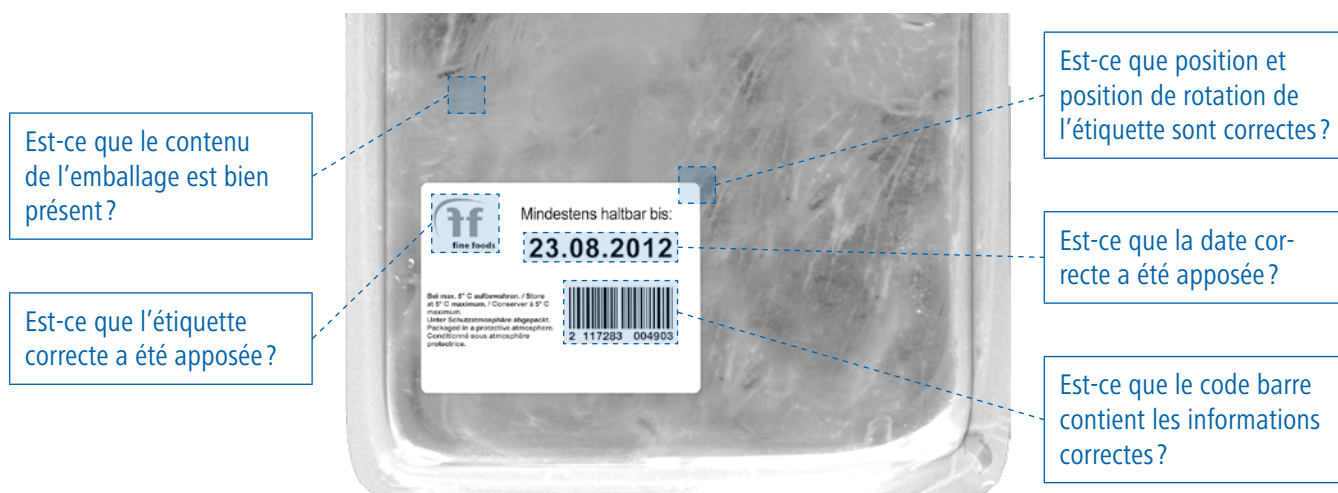 Est-ce que le contenu
de l’emballage est bien
présent ?
Est-ce que l’étiquette
correcte a été apposée ?
ff
fine foods
Mindestens haltbar bis:
23.08.2012
Bei max. 5° C aufbewahren. / Store
at 5° C maximum. / Conserver à 5° C
maximum.
Unter Schutzatmosphäre abgepackt.
Packaged in a protective atmosphere.
Conditionné sous atmosphère
protectrice.
2 117283 004903
Est-ce que position et
position de rotation de
l’étiquette sont correctes ?
Est-ce que la date cor-
recte a été apposée ?
Est-ce que le code barre
contient les informations
correctes ?